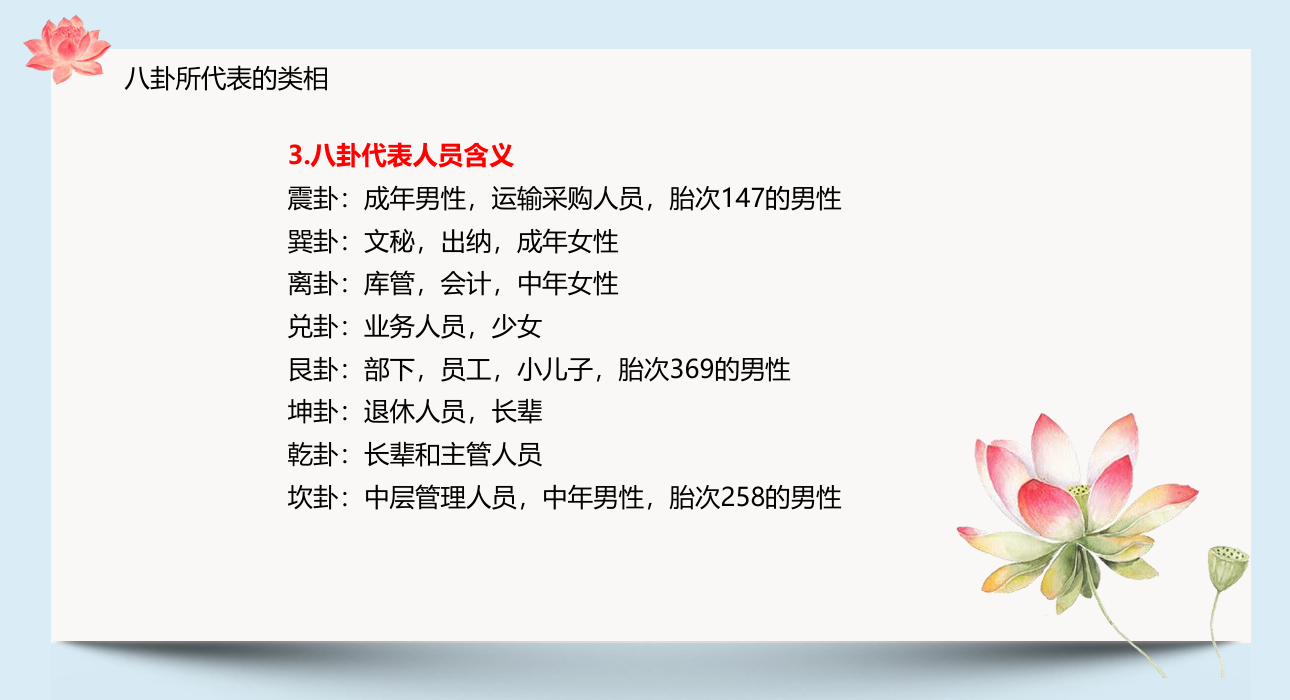 八卦所代表的类相
3.八卦代表人员含义
震卦：成年男性，运输采购人员，胎次147的男性
巽卦：文秘，出纳，成年女性
离卦：库管，会计，中年女性
兑卦：业务人员，少女
艮卦：部下，员工，小儿子，胎次369的男性
坤卦：退休人员，长辈
乾卦：长辈和主管人员
坎卦：中层管理人员，中年男性，胎次258的男性